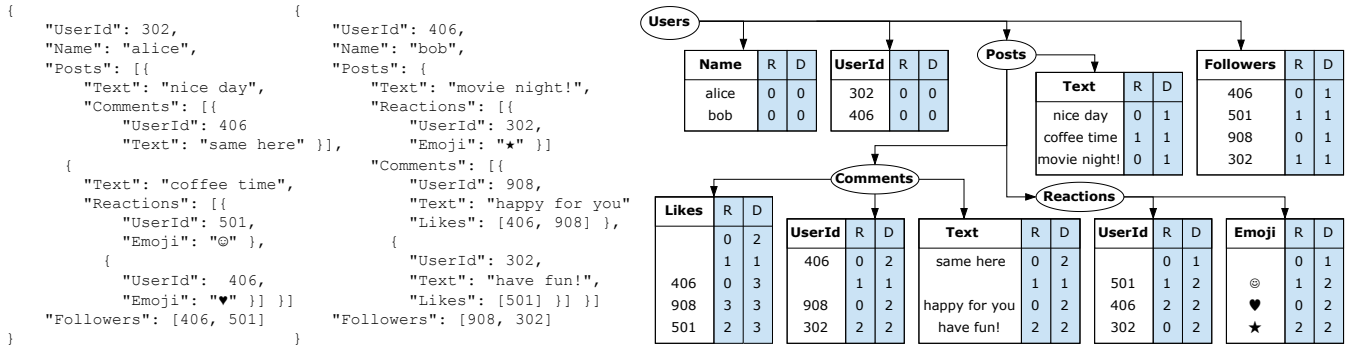 {
"UserId": 302,
"Name": "alice",
"Posts": [{
"Text": "nice day",
"Comments": [{
"UserId": 406
"Text": "same here" }],
{
"Text": "coffee time",
"Reactions": [{
"UserId": 501,
"Emoji": "☺" },
{
"UserId": 406,
"Emoji": "♥" }] }]
"Followers": [406, 501]
}
{
"UserId": 406,
"Name": "bob",
"Posts": {
"Text": "movie night!",
"Reactions": [{
"UserId": 302,
"Emoji": "★" }]
"Comments": [{
"UserId": 908,
"Text": "happy for you"
"Likes": [406, 908] },
{
"UserId": 302,
"Text": "have fun!",
"Likes": [501] }] }]
"Followers": [908, 302]
}
Users
Name R D
alice 0 0
bob 0 0
UserId R D
302 0 0
406 0 0
Posts
Text R D
nice day 0 1
coffee time 1 1
movie night! 0 1
Followers R D
406 0 1
501 1 1
908 0 1
302 1 1
Comments
Likes R D
0 2
1 1
406 0 3
908 3 3
501 2 3
UserId R D
406 0 2
1 1
908 0 2
302 2 2
Text R D
same here 0 2
1 1
happy for you 0 2
have fun! 2 2
Reactions
UserId R D
0 1
501 1 2
406 2 2
302 0 2
Emoji R D
0 1
☺ 1 2
♥ 0 2
★ 2 2